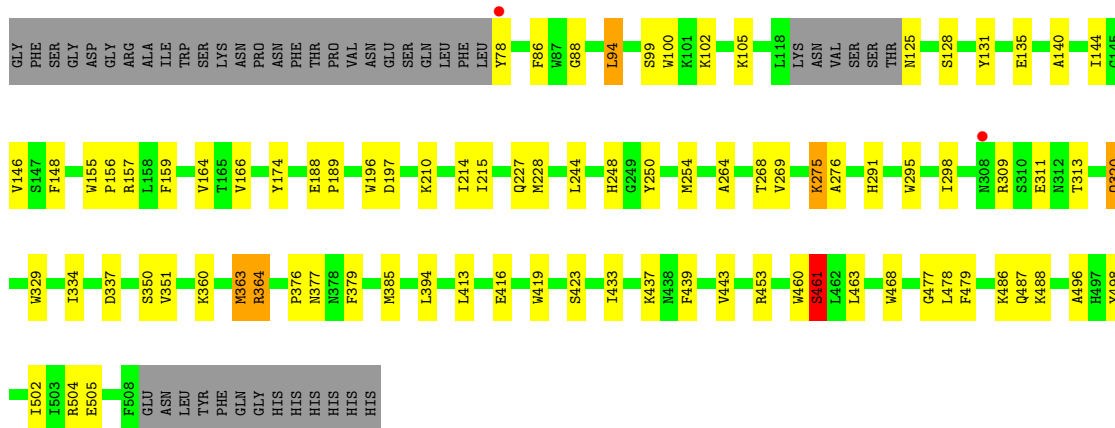 GLY PHE SER GLY ASP GLY ARG ALA ILE TRP SER LYS ASN PRO ASN PHE THR PRO VAL ASN GLU SER GLN LEU PHE LEU Y78 F86 W87 G88 L94 S99 W100 K101 K102 K105 L118 LYS ASN VAL SER SER THR N125 S128 Y131 E135 A140 I144 G145
V146 S147 F148 W155 P156 R157 L158 F159 V164 T165 V166 Y174 E188 P189 W196 D197 K210 I214 I215 Q227 M228 L244 H248 G249 Y250 M254 A264 T268 V269 K275 A276 H291 W295 I298 N308 R309 S310 E311 N312 T313
W329 I334 D337 S350 V351 K360 M363 R364 P376 N377 N378 F379 M385 L394 L413 E416 W419 S423 I433 K437 N438 F439 V443 R453 W460 S461 L462 L463 W468 G477 L478 F479 K486 Q487 K488 A496 H497
I502 I503 R504 E505 F508 GLU ASN LEU TYR PHE GLN GLY HIS HIS HIS HIS HIS HIS